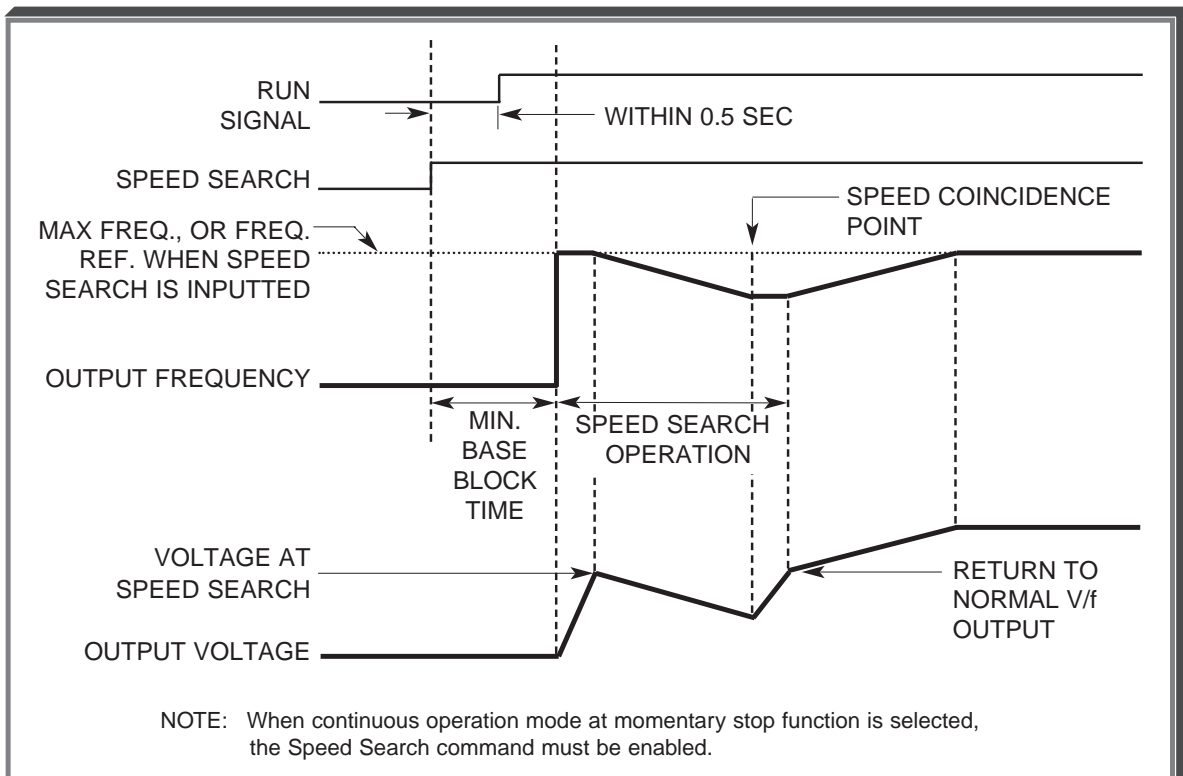 RUN
SIGNAL
WITHIN 0.5 SEC
SPEED SEARCH
SPEED COINCIDENCE
POINT
MAX FREQ., OR FREQ.
REF. WHEN SPEED
SEARCH IS INPUTTED
OUTPUT FREQUENCY
MIN.
BASE
BLOCK
TIME
SPEED SEARCH
OPERATION
VOLTAGE AT
SPEED SEARCH
RETURN TO
NORMAL V/f
OUTPUT
OUTPUT VOLTAGE
NOTE: When continuous operation mode at momentary stop function is selected,
the Speed Search command must be enabled.